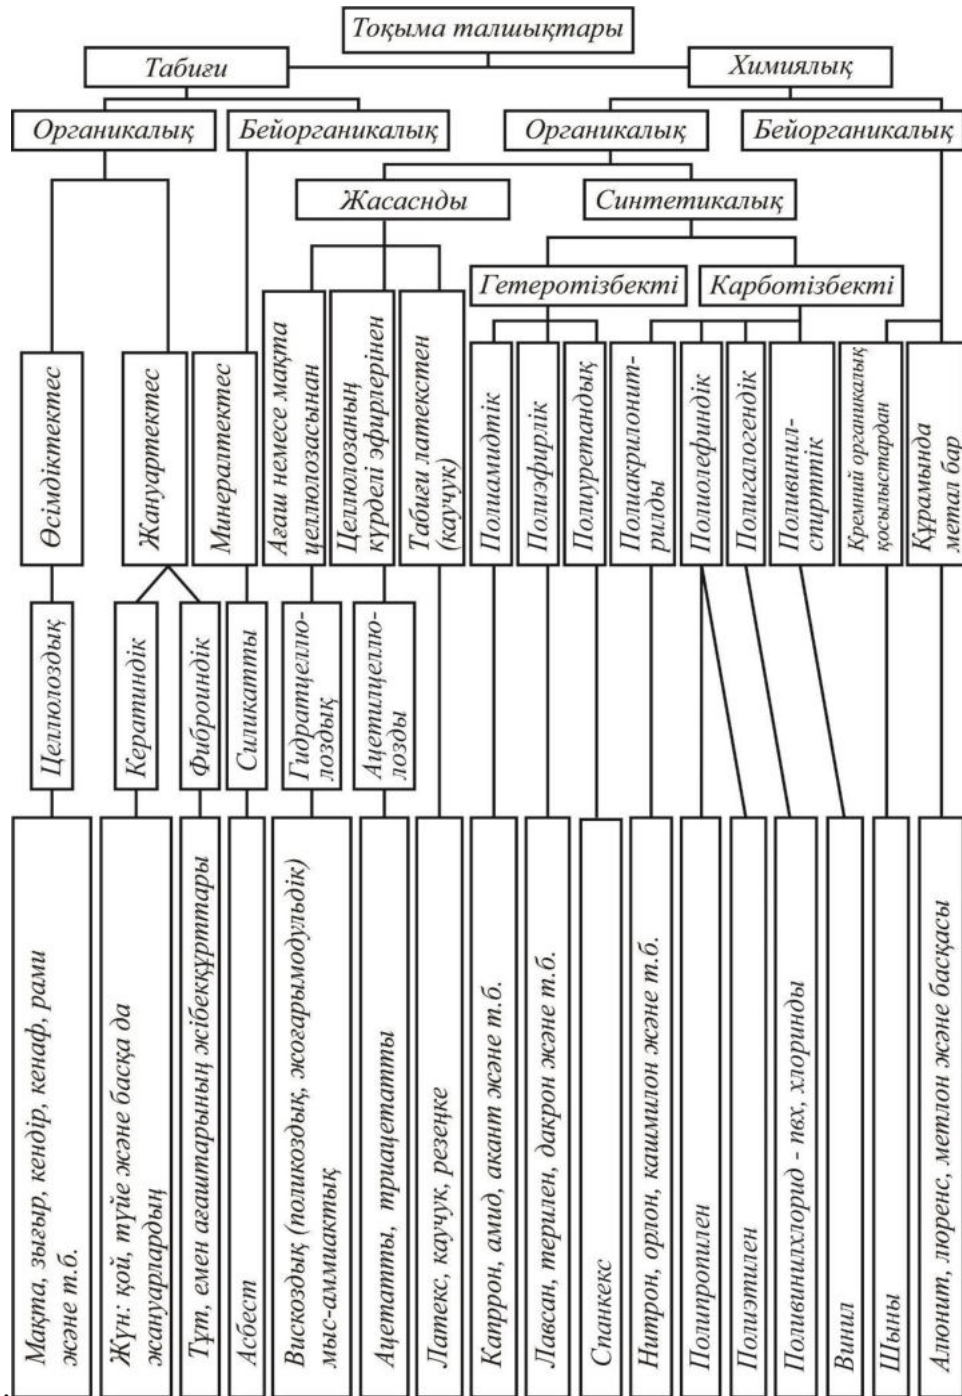 Тоқыма талшықтары
Табиғи
Химиялық
Органикалық
Бейорганикалық
Органикалық
Бейорганикалық
Жасаснды
Синтетикалық
Гетеротізбекті
Карботізбекті
Өсімдіктектес
Жануартектес
Минералтектес
Ағаш немесе мақта
целлюлозасынан
Целлюлозаның
күрделі эфирлерінен
Табиғи латекстен
(каучук)
Полиамидтік
Полиэфирлік
Полиуретандық
Полиакрилонит-
рилды
Полиолефиндік
Полигалогендік
Поливинил-
спирттік
Кремний органикалық
қосылыстардан
Құрамында
метал бар
Целлюлоздық
Кератиндік
Фиброиндік
Силикатты
Гидратцеллю-
лоздық
Ацетилцеллю-
лозды
Мақта, зығыр, кендір, кенаф, рами
және т.б.
Жүн: қой, түйе және басқа да
жануарлардың
Тұт, емен ағаштарының жібекқұрттары
Асбест
Вискоздық (поликоздық, жоғарымодульдік)
мыс-аммиактық
Ацетатты, триацетатты
Латекс, каучук, резеңке
Капрон, амид, акант және т.б.
Лавсан, терилен, дакрон және т.б.
Спанкекс
Нитрон, орлон, кашмилон және т.б.
Полипропилен
Полиэтилен
Поливинилхлорид - пвх, хлоринды
Винил
Шыны
Алюнит, люренс, метлон және басқасы